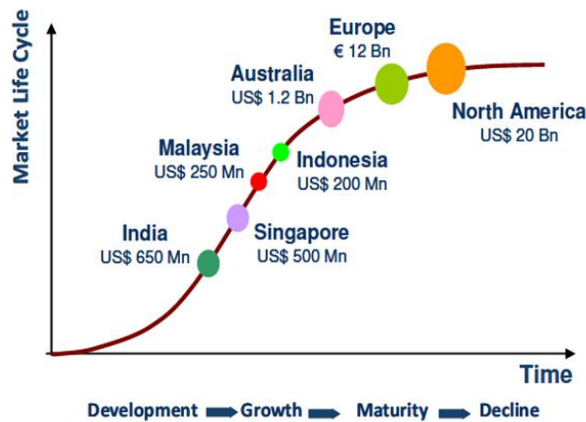 Market Life Cycle
Europe
€ 12 Bn
Australia
US$ 1.2 Bn
North America
US$ 20 Bn
Malaysia
US$ 250 Mn
Indonesia
US$ 200 Mn
India
US$ 650 Mn
Singapore
US$ 500 Mn
Time
Development Growth Maturity Decline